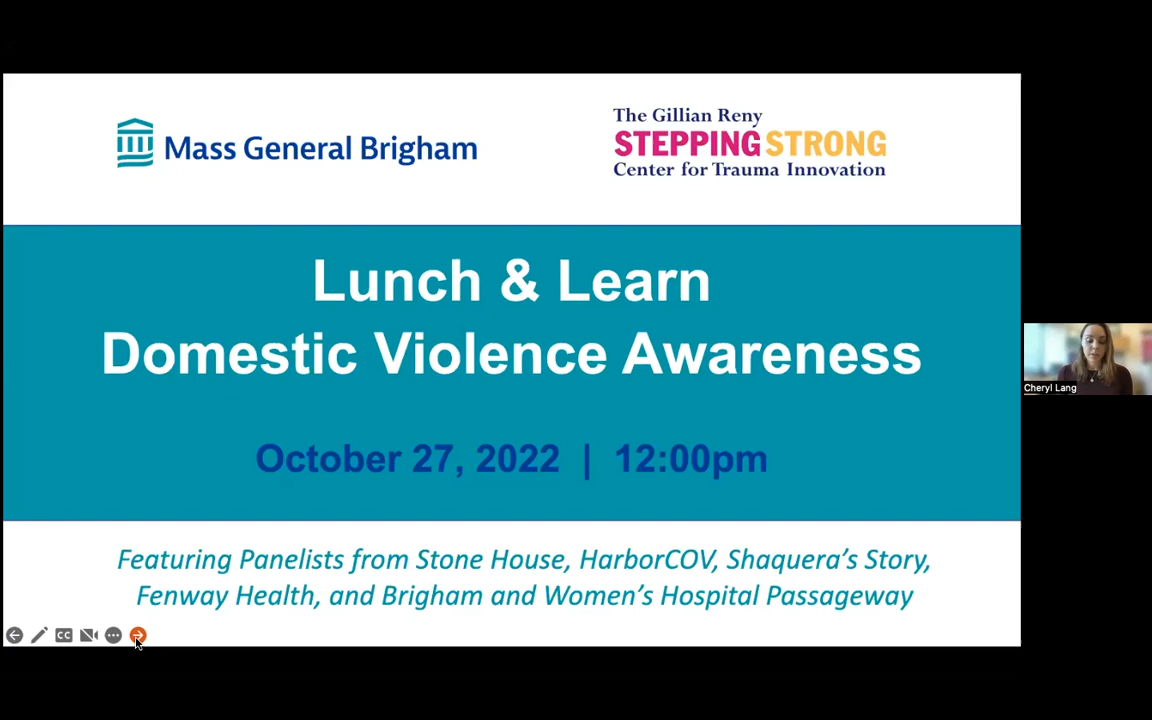 Mass General Brigham
The Gillian Reny
STEPPING STRONG
Center for Trauma Innovation
Lunch & Learn
Domestic Violence Awareness
October 27, 2022 | 12:00pm
Cheryl Lang
Featuring Panelists from Stone House, HarborCOV, Shaquera’s Story,
Fenway Health, and Brigham and Women’s Hospital Passageway
CC